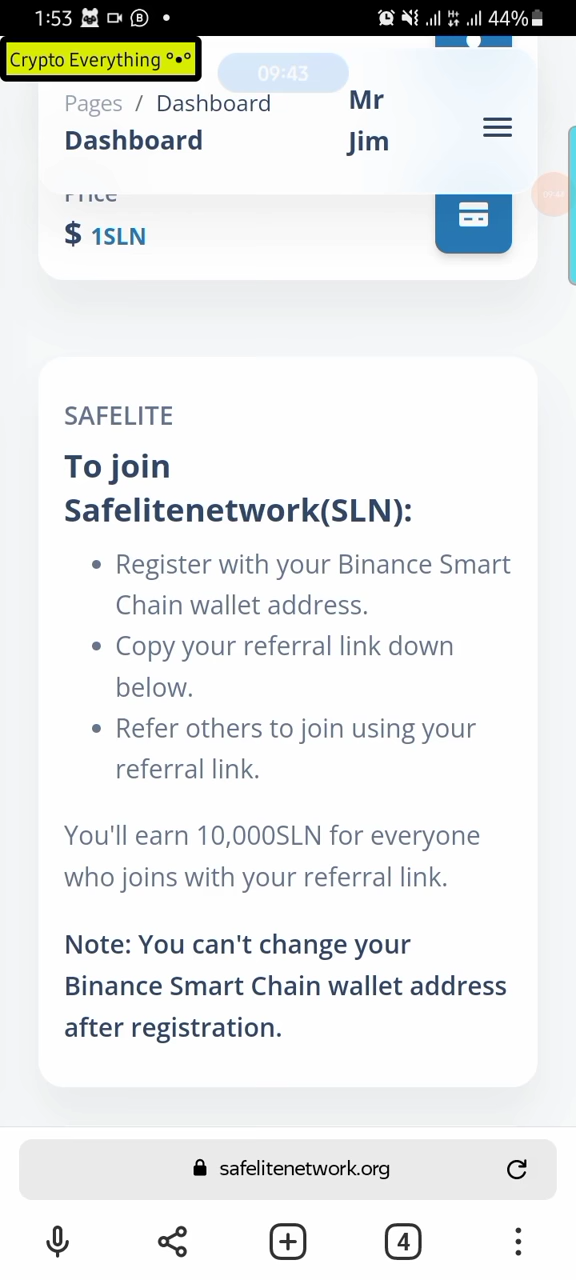 1:53
44%
Crypto Everything °•°
09:43
Pages / Dashboard
Mr
Dashboard
Jim
Price
$ 1SLN
SAFELITE
To join
Safelitenetwork(SLN):
• Register with your Binance Smart
Chain wallet address.
• Copy your referral link down
below.
• Refer others to join using your
referral link.
You'll earn 10,000SLN for everyone
who joins with your referral link.
Note: You can't change your
Binance Smart Chain wallet address
after registration.
safelitenetwork.org
4